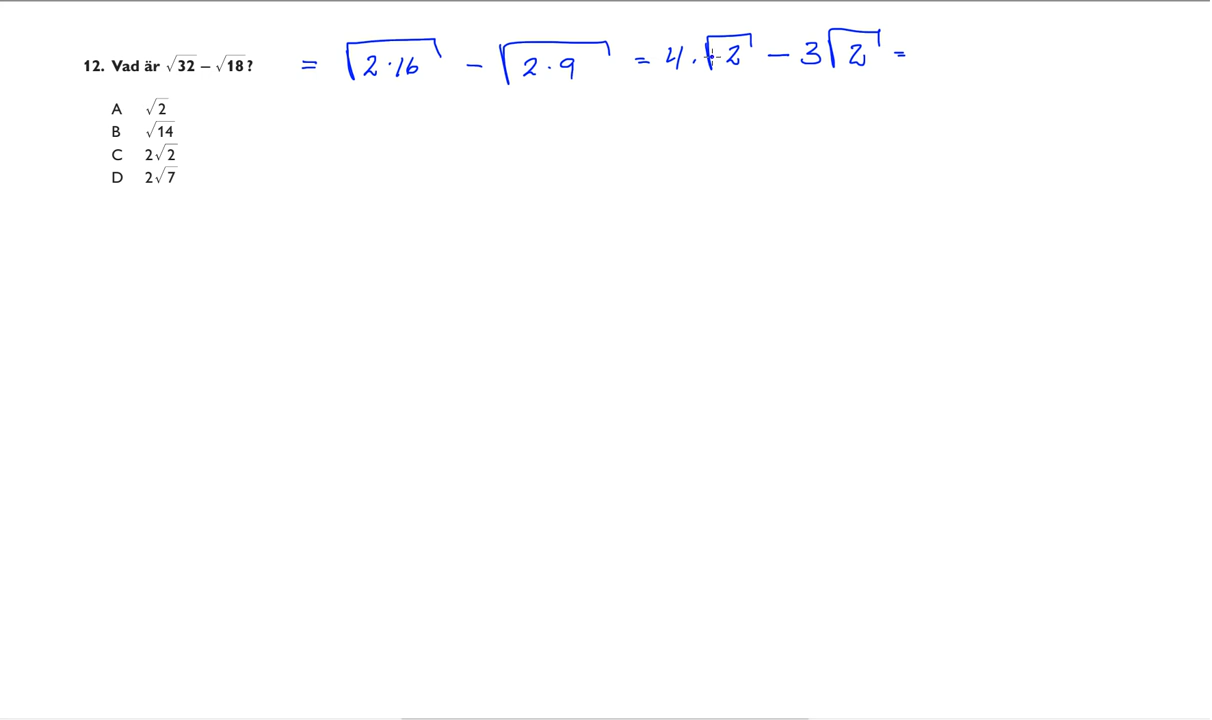 12. Vad är √32 – √18? = √2·16 - √2·9 = 4·√2 - 3√2 =
A √2
B √14
C 2√2
D 2√7